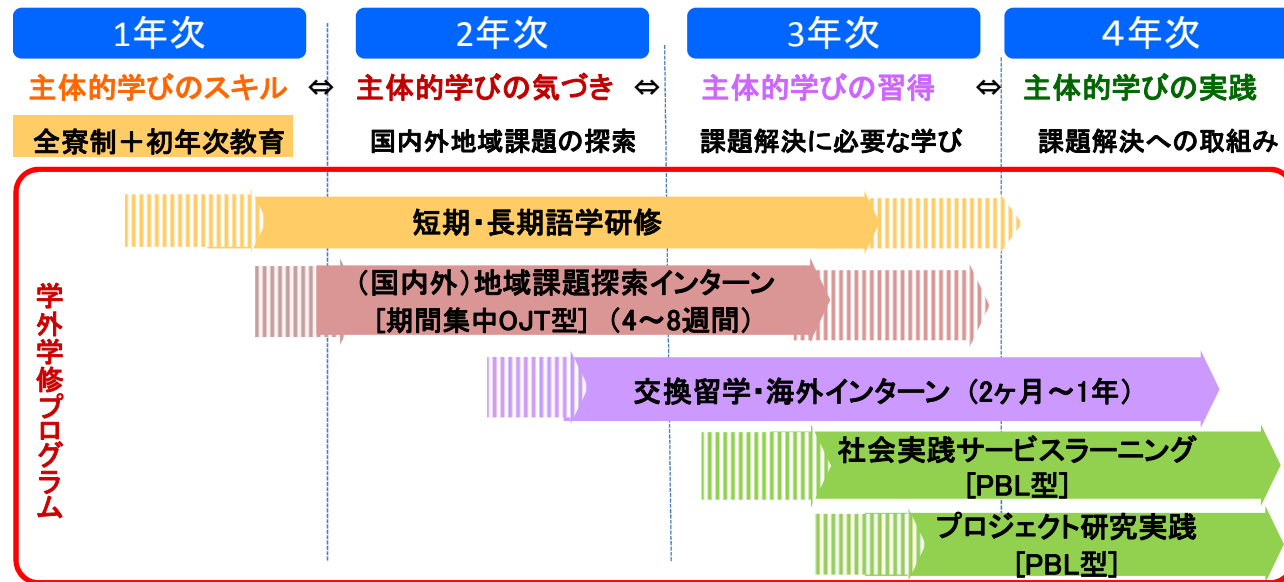 1年次 2年次 3年次 4年次
主体的学びのスキル ⇔ 主体的学びの気づき ⇔ 主体的学びの習得 ⇔ 主体的学びの実践
全寮制＋初年次教育 国内外地域課題の探索 課題解決に必要な学び 課題解決への取組み
学外学修プログラム
短期・長期語学研修
（国内外）地域課題探索インターン
[期間集中OJT型]（4～8週間）
交換留学・海外インターン（2ヶ月～1年）
社会実践サービスラーニング
[PBL型]
プロジェクト研究実践
[PBL型]